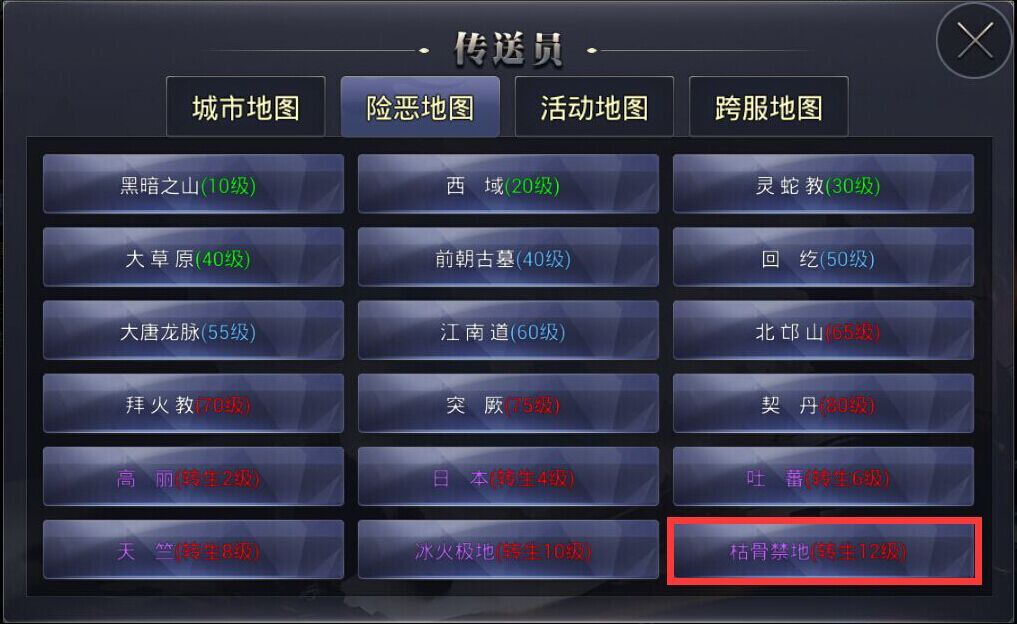 传送员
城市地图 险恶地图 活动地图 跨服地图
黑暗之山(10级) 西 域(20级) 灵蛇教(30级)
大草原(40级) 前朝古墓(40级) 回 纥(50级)
大唐龙脉(55级) 江南道(60级) 北邙山(65级)
拜火教(70级) 突 厥(75级) 契 丹(80级)
高 丽(转生2级) 日 本(转生4级) 吐 蕃(转生6级)
天 竺(转生8级) 冰火极地(转生10级) 枯骨禁地(转生12级)